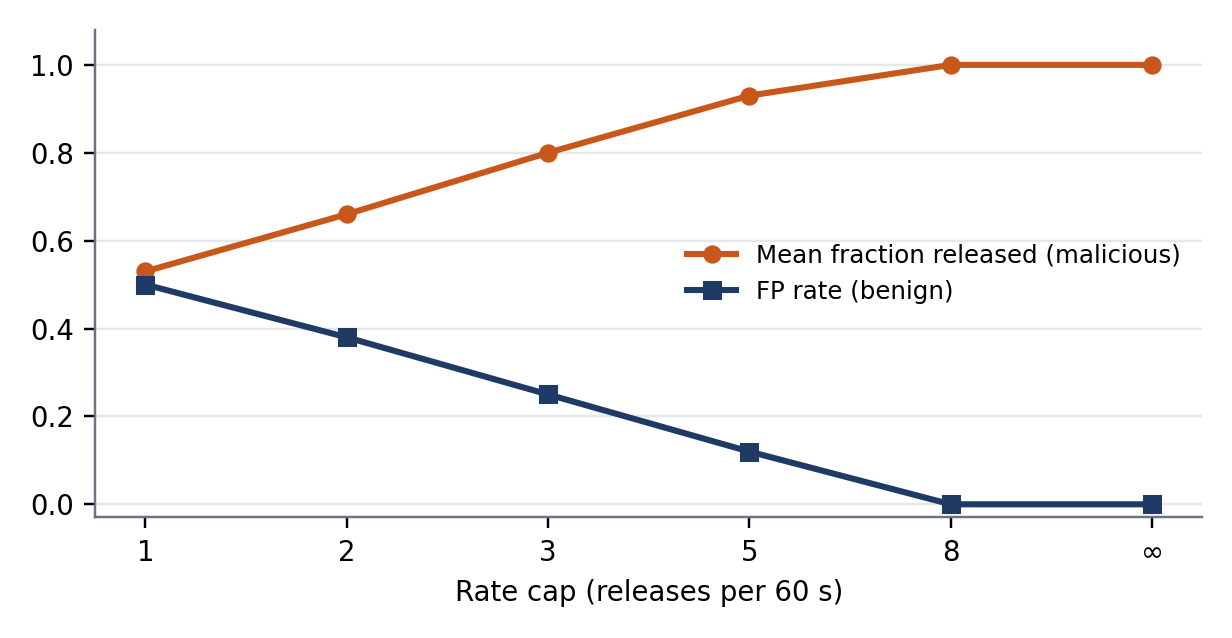 1.0
0.8
0.6
0.4
0.2
0.0
Mean fraction released (malicious)
FP rate (benign)
1 2 3 5 8 ∞
Rate cap (releases per 60 s)